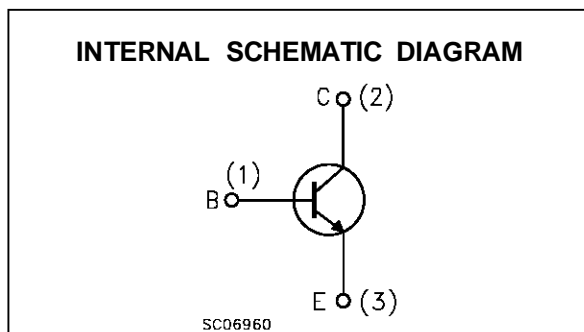 INTERNAL SCHEMATIC DIAGRAM
C (2)
(1)
B
E (3)
SC06960